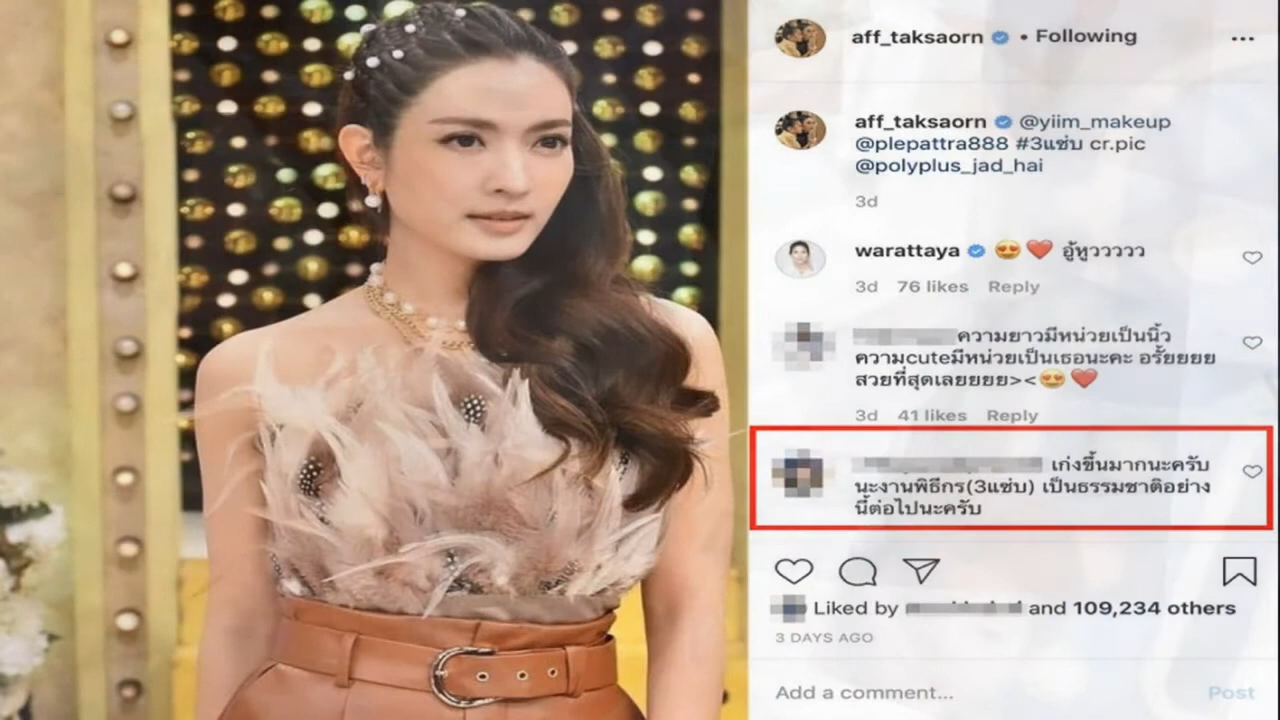 aff_taksaorn • Following
aff_taksaorn @yiim_makeup
@plepattra888 #3แซ่บ cr.pic
@polyplus_jad_hai
3d
warattaya 😍❤️ อู้หูววววว
3d 76 likes Reply
ความยาวมีหน่วยเป็นนิ้ว
ความcuteมีหน่วยเป็นเธอนะคะ อรั้ยยยย
สวยที่สุดเลยยยย><😍❤️
3d 41 likes Reply
เก่งขึ้นมากนะครับ
นะงานพิธีกร(3แซ่บ) เป็นธรรมชาติอย่าง
นี้ต่อไปนะครับ
Liked by and 109,234 others
3 DAYS AGO
Add a comment... Post